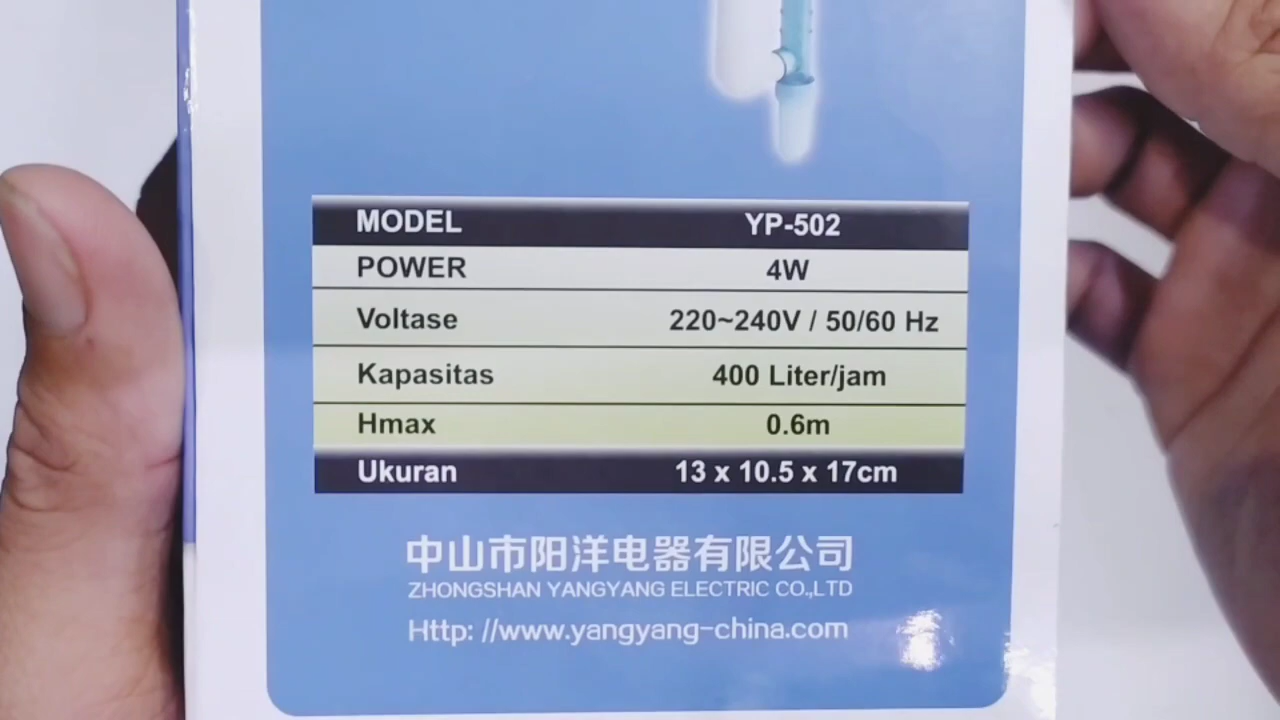 MODEL YP-502
POWER 4W
Voltase 220~240V / 50/60 Hz
Kapasitas 400 Liter/jam
Hmax 0.6m
Ukuran 13 x 10.5 x 17cm
中山市阳洋电器有限公司
ZHONGSHAN YANGYANG ELECTRIC CO.,LTD
Http: //www.yangyang-china.com